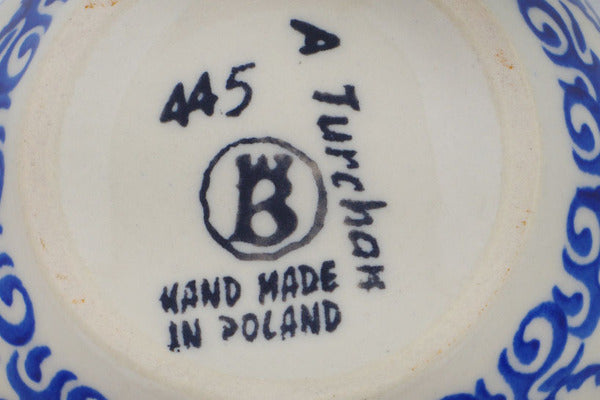 A Turchan
445
B
HAND MADE
IN POLAND